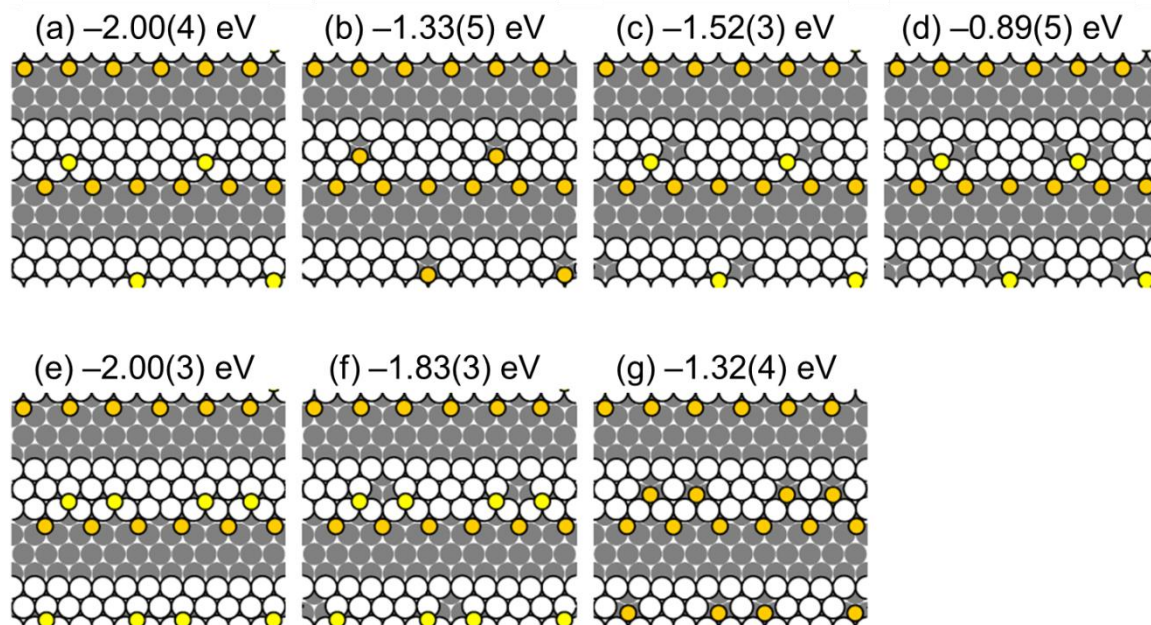 (a) –2.00(4) eV (b) –1.33(5) eV (c) –1.52(3) eV (d) –0.89(5) eV
(e) –2.00(3) eV (f) –1.83(3) eV (g) –1.32(4) eV